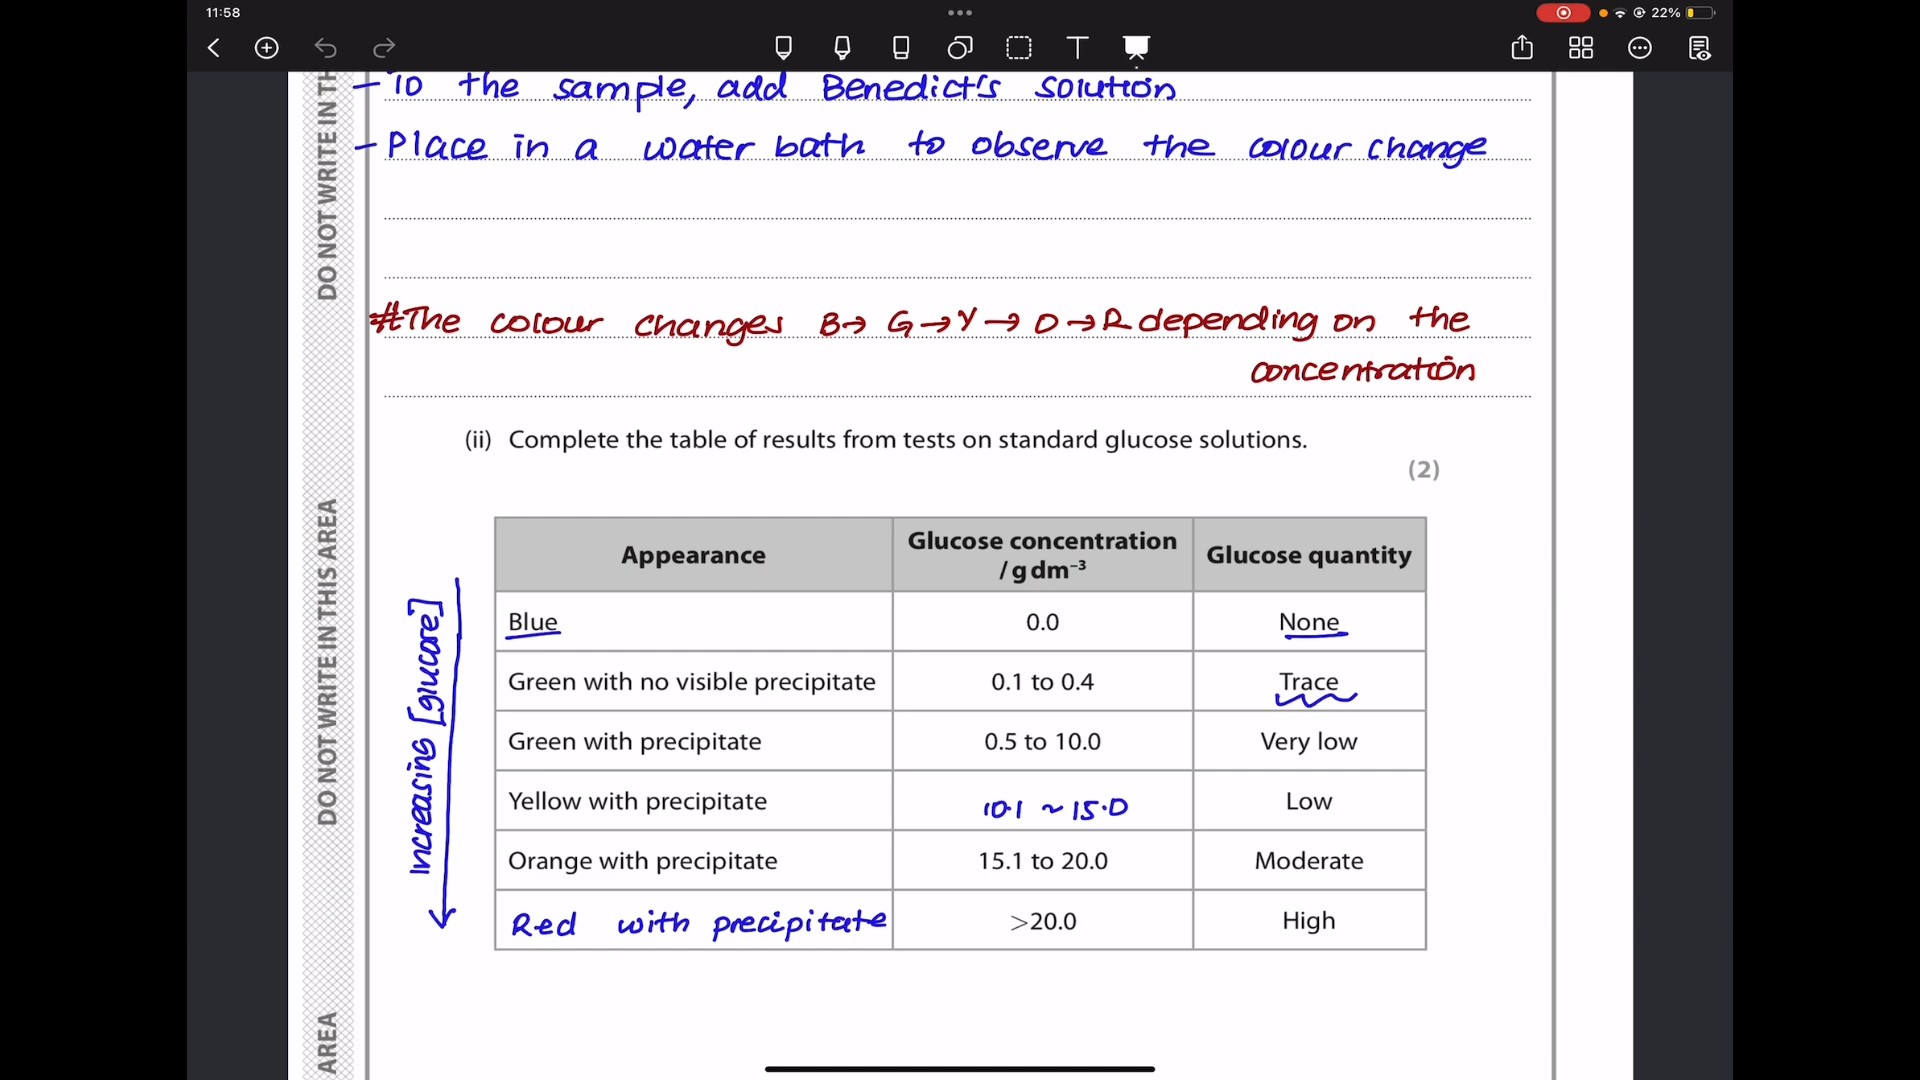 11:58
22%
- To the sample, add Benedict's solution
- Place in a water bath to observe the colour change
#The colour changes B→ G→Y→ O→R depending on the
concentration
(ii) Complete the table of results from tests on standard glucose solutions.
(2)
Appearance Glucose concentration /gdm⁻³ Glucose quantity
Blue 0.0 None
Green with no visible precipitate 0.1 to 0.4 Trace
Green with precipitate 0.5 to 10.0 Very low
Yellow with precipitate 10.1 ~ 15.0 Low
Orange with precipitate 15.1 to 20.0 Moderate
Red with precipitate >20.0 High
Increasing [glucose]
DO NOT WRITE IN TH
DO NOT WRITE IN THIS AREA
AREA